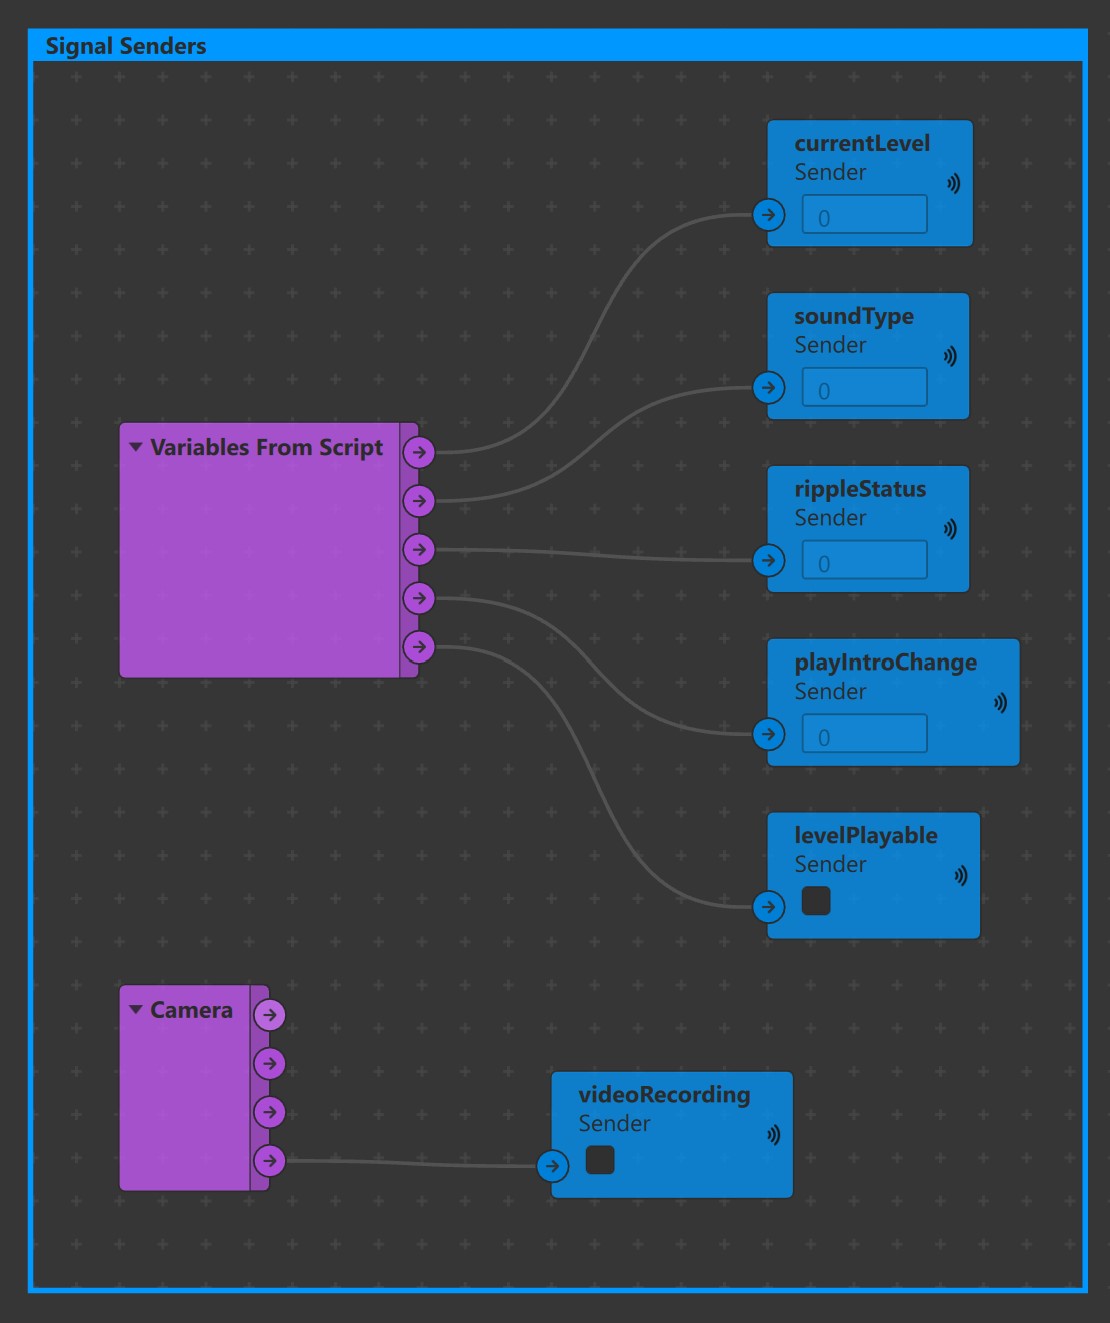 Signal Senders
currentLevel
Sender
0
soundType
Sender
0
Variables From Script
rippleStatus
Sender
0
playIntroChange
Sender
0
levelPlayable
Sender
Camera
videoRecording
Sender